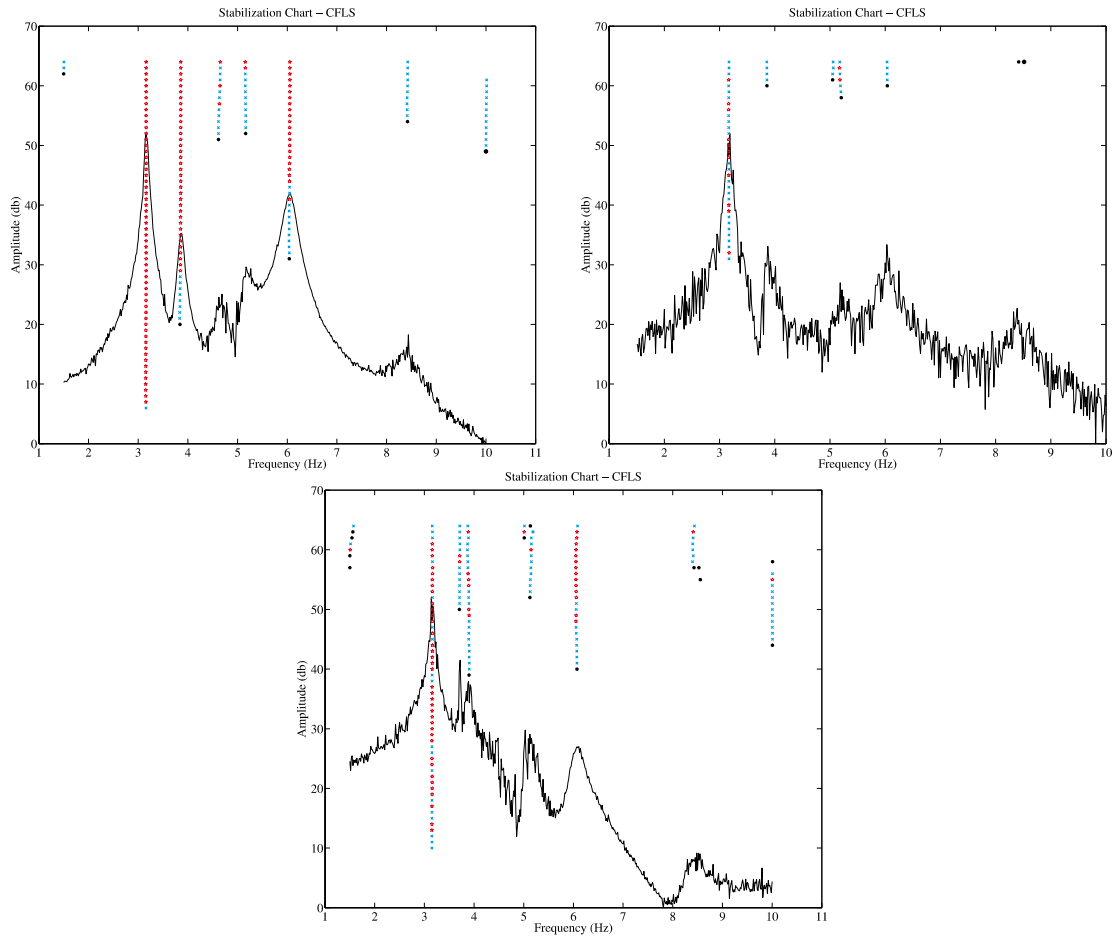 Stabilization Chart – CFLS
70
60
50
40
30
20
10
0
Amplitude (db)
1 2 3 4 5 6 7 8 9 10 11
Frequency (Hz)
Stabilization Chart – CFLS
70
60
50
40
30
20
10
0
Amplitude (db)
1 2 3 4 5 6 7 8 9 10
Frequency (Hz)
Stabilization Chart – CFLS
70
60
50
40
30
20
10
0
Amplitude (db)
1 2 3 4 5 6 7 8 9 10 11
Frequency (Hz)